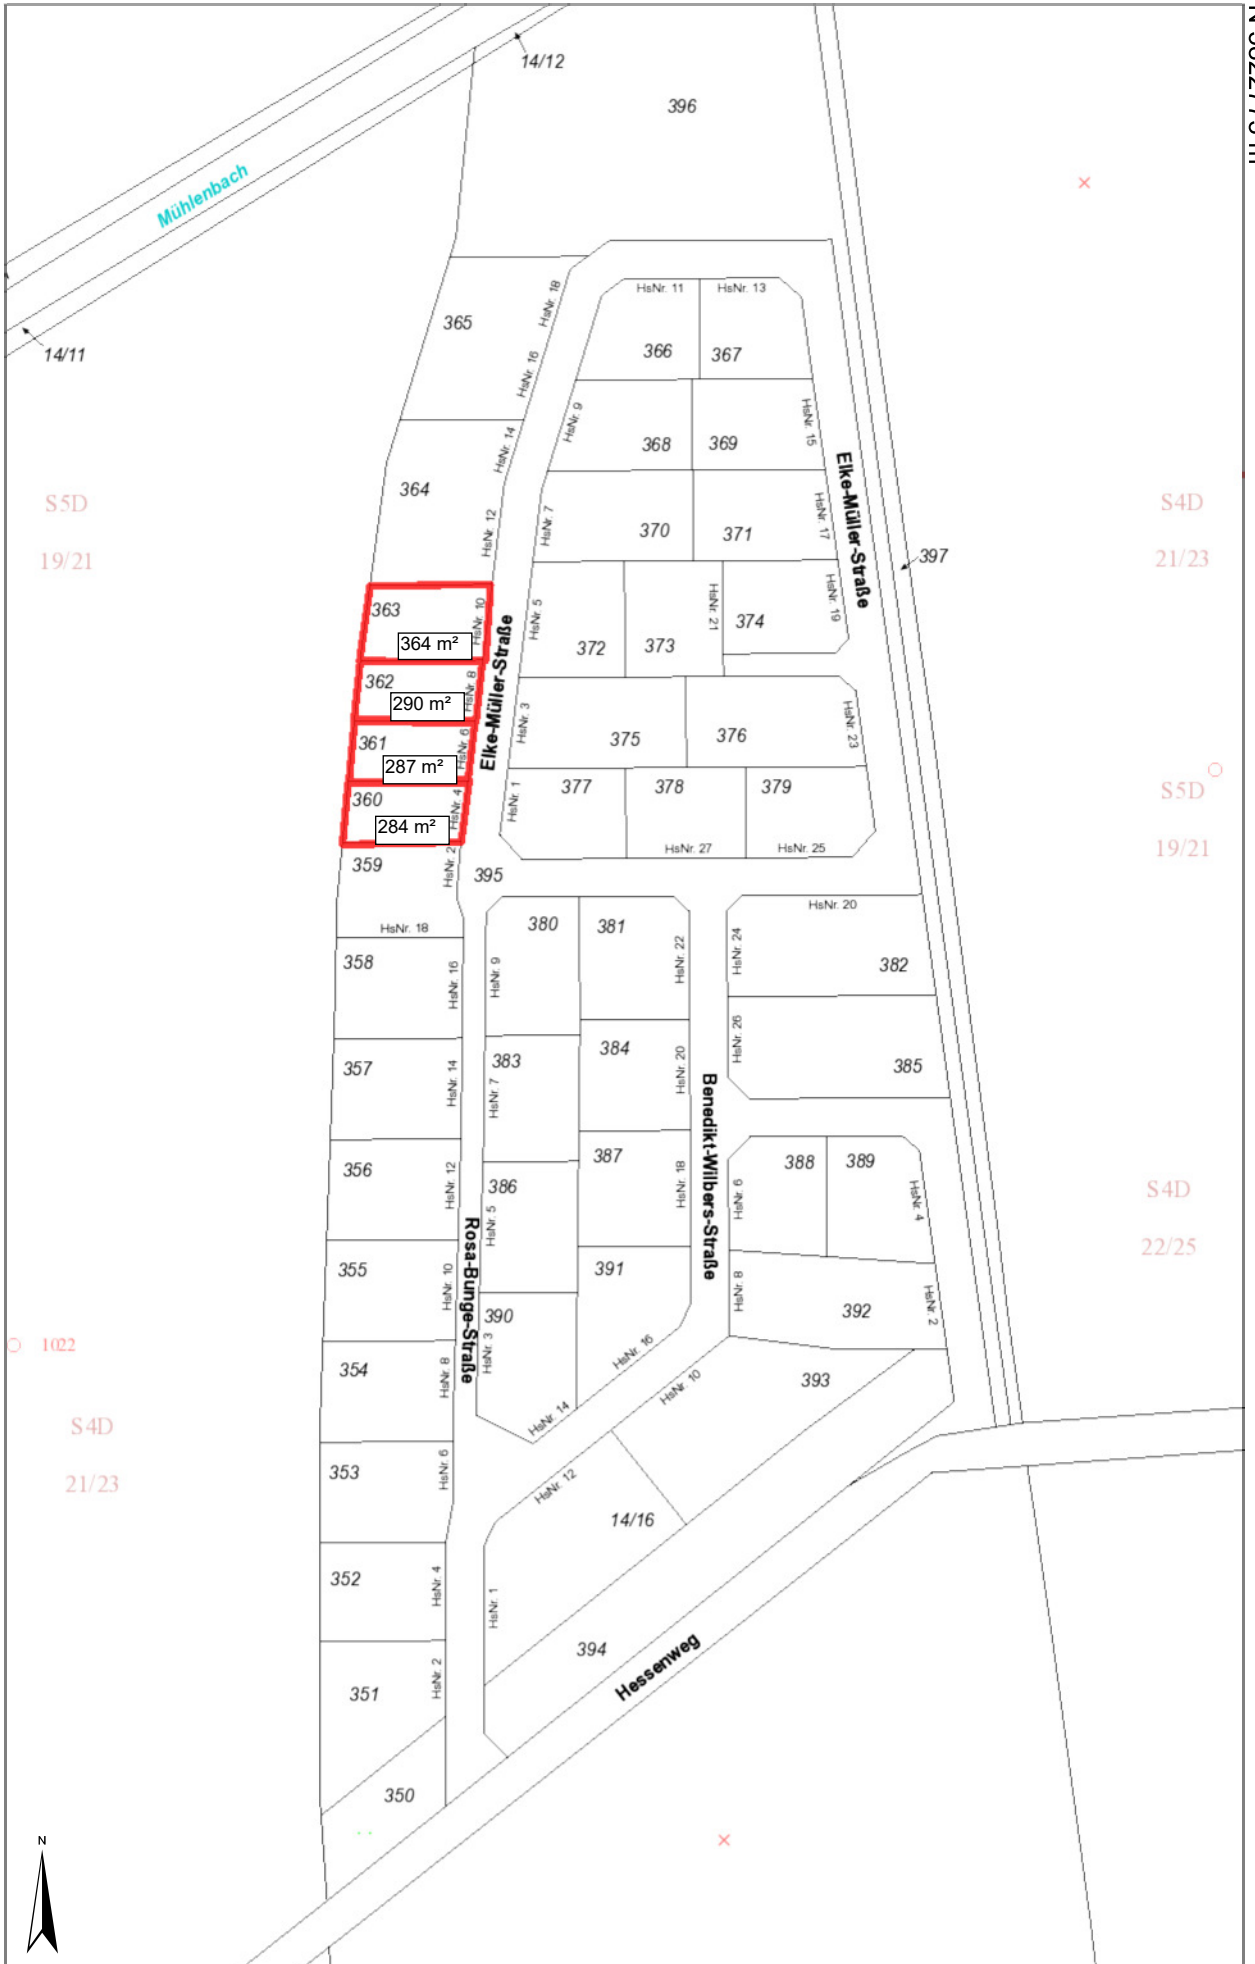 14/12
396
Mühlenbach
14/11
HsNr. 18
365
HsNr. 16
HsNr. 11
HsNr. 13
366
367
HsNr. 14
364
HsNr. 12
HsNr. 9
368
369
HsNr. 15
Elke-Müller-Straße
S5D
19/21
S4D
21/23
HsNr. 7
370
371
HsNr. 17
397
363
HsNr. 10
364 m²
HsNr. 5
372
373
HsNr. 21
374
HsNr. 19
362
HsNr. 8
290 m²
Elke-Müller-Straße
361
HsNr. 6
287 m²
HsNr. 3
375
376
HsNr. 23
360
HsNr. 4
284 m²
HsNr. 1
377
378
379
S5D
19/21
HsNr. 27
HsNr. 25
359
HsNr. 2
395
HsNr. 18
380
381
HsNr. 22
HsNr. 24
HsNr. 20
382
358
HsNr. 16
HsNr. 9
HsNr. 26
357
HsNr. 14
383
HsNr. 7
384
HsNr. 20
385
Benedikt-Wilbers-Straße
356
HsNr. 12
386
HsNr. 5
387
HsNr. 18
388
389
HsNr. 6
HsNr. 4
S4D
22/25
355
HsNr. 10
Rosa-Bunge-Straße
391
HsNr. 8
392
HsNr. 2
390
HsNr. 3
1022
354
HsNr. 8
HsNr. 16
HsNr. 10
393
HsNr. 14
S4D
21/23
353
HsNr. 6
HsNr. 12
14/16
352
HsNr. 4
HsNr. 1
394
Hessenweg
351
HsNr. 2
350
N